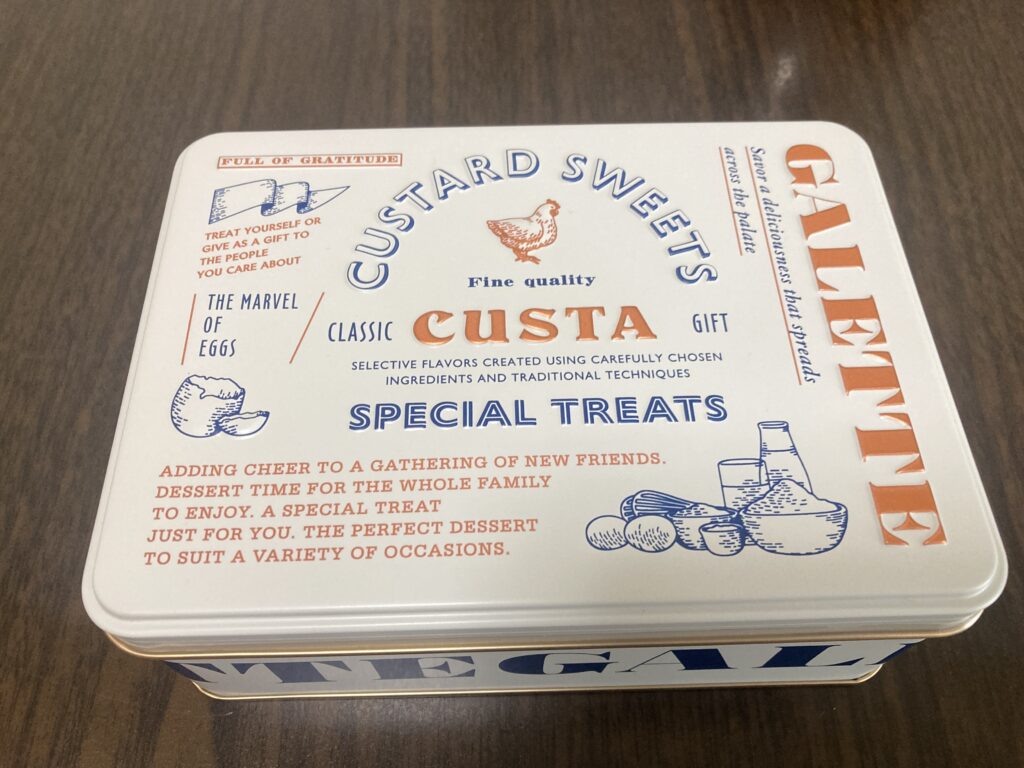 FULL OF GRATITUDE
TREAT YOURSELF OR
GIVE AS A GIFT TO
THE PEOPLE
YOU CARE ABOUT
THE MARVEL
OF
EGGS
CUSTARD SWEETS
Fine quality
CLASSIC CUSTA GIFT
SELECTIVE FLAVORS CREATED USING CAREFULLY CHOSEN
INGREDIENTS AND TRADITIONAL TECHNIQUES
SPECIAL TREATS
ADDING CHEER TO A GATHERING OF NEW FRIENDS.
DESSERT TIME FOR THE WHOLE FAMILY
TO ENJOY. A SPECIAL TREAT
JUST FOR YOU. THE PERFECT DESSERT
TO SUIT A VARIETY OF OCCASIONS.
GALETTE
Savor a deliciousness that spreads
across the palate
TTE GAL